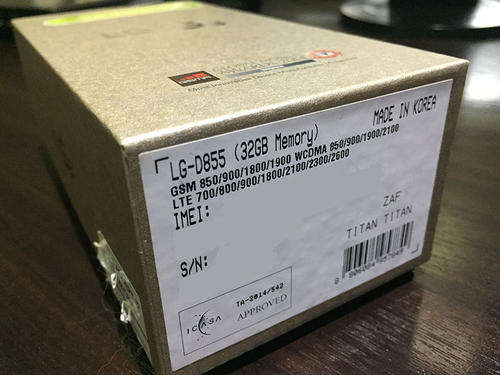 LG
MADE IN KOREA
LG-D855 (32GB Memory)
GSM 850/900/1800/1900 WCDMA 850/900/1900/2100
LTE 700/800/900/1800/2100/2300/2600
IMEI:
ZAF
TITAN TITAN
S/N:
TA-2014/542
ICASA
APPROVED